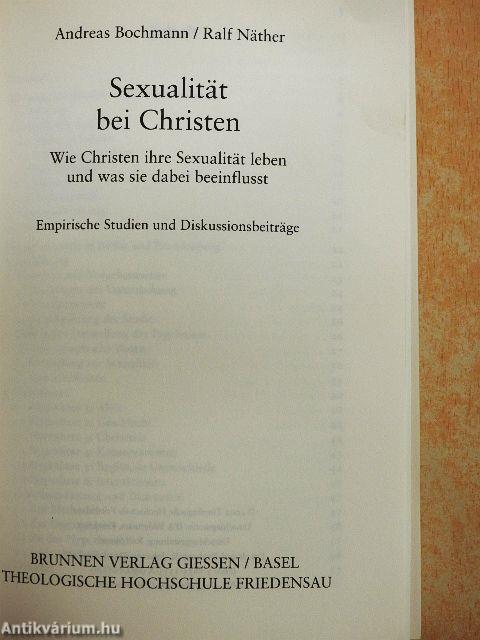 Andreas Bochmann / Ralf Näther
Sexualität
bei Christen
Wie Christen ihre Sexualität leben
und was sie dabei beeinflusst
Empirische Studien und Diskussionsbeiträge
BRUNNEN VERLAG GIESSEN / BASEL
THEOLOGISCHE HOCHSCHULE FRIEDENSAU
Antikvárium.hu